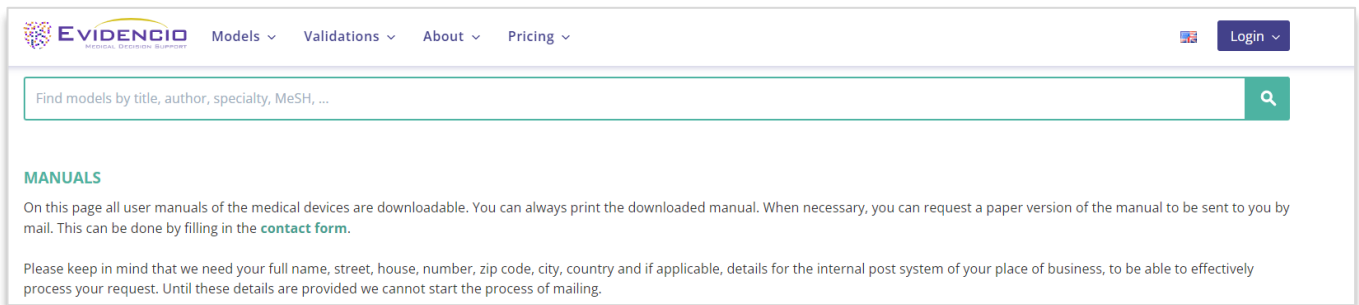 EVIDENCIO
MEDICAL DECISION SUPPORT
Models
Validations
About
Pricing
Login
Find models by title, author, specialty, MeSH, ...
MANUALS
On this page all user manuals of the medical devices are downloadable. You can always print the downloaded manual. When necessary, you can request a paper version of the manual to be sent to you by
mail. This can be done by filling in the contact form.
Please keep in mind that we need your full name, street, house, number, zip code, city, country and if applicable, details for the internal post system of your place of business, to be able to effectively
process your request. Until these details are provided we cannot start the process of mailing.